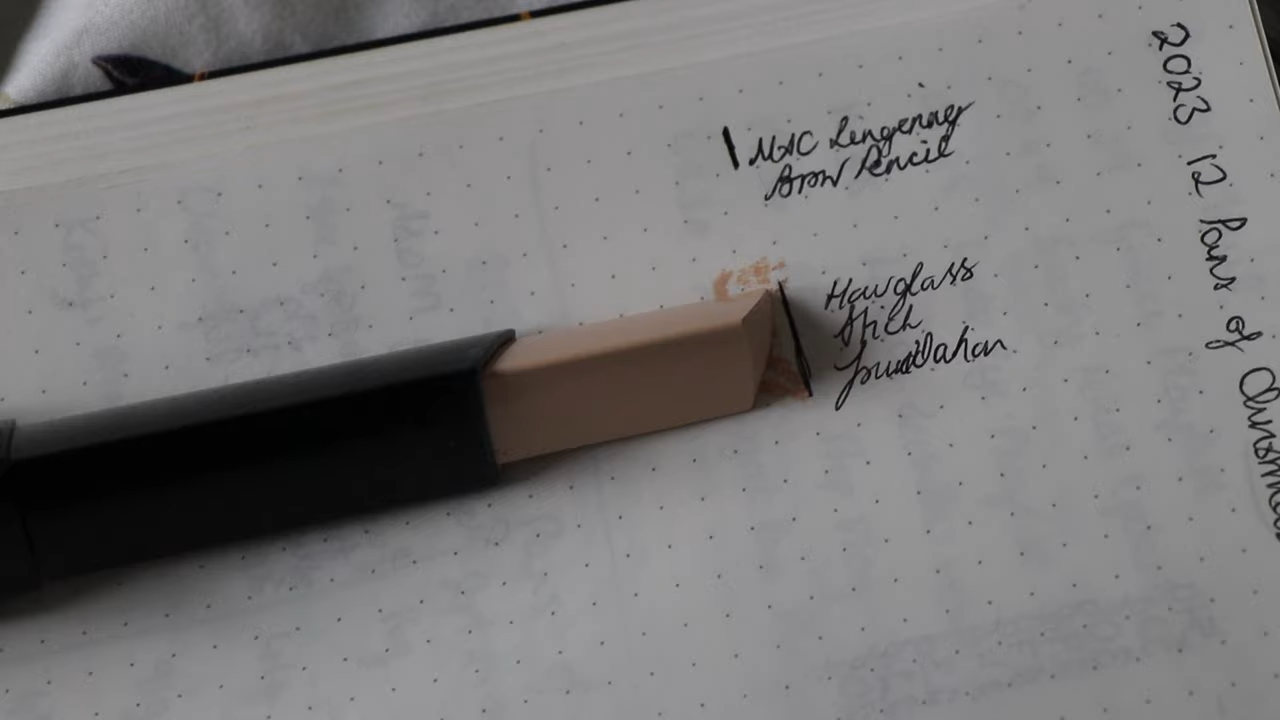 2023 12 Pans of Christmas
MAC Lingering
Brow Pencil
Hourglass
Stick
foundation